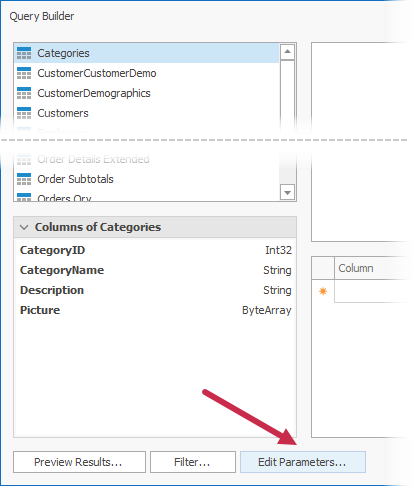 Query Builder
Categories
CustomerCustomerDemo
CustomerDemographics
Customers
Order Details Extended
Order Subtotals
Orders Qry
Columns of Categories
CategoryID Int32
CategoryName String
Description String
Picture ByteArray
Column
Preview Results...
Filter...
Edit Parameters...